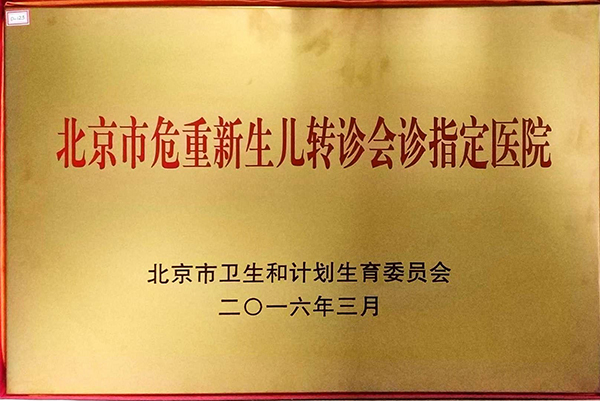 北京市危重新生儿转诊会诊指定医院
北京市卫生和计划生育委员会
二〇一六年三月